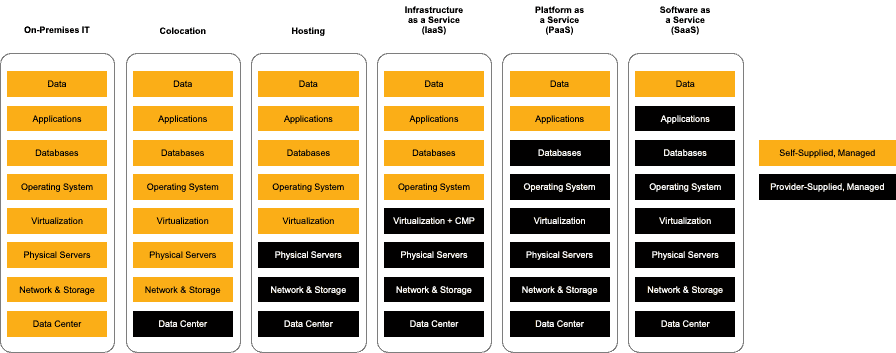 On-Premises IT
Colocation
Hosting
Infrastructure
as a Service
(IaaS)
Platform as
a Service
(PaaS)
Software as
a Service
(SaaS)
Data
Data
Data
Data
Data
Data
Applications
Applications
Applications
Applications
Applications
Applications
Databases
Databases
Databases
Databases
Databases
Databases
Self-Supplied, Managed
Operating System
Operating System
Operating System
Operating System
Operating System
Operating System
Provider-Supplied, Managed
Virtualization
Virtualization
Virtualization
Virtualization + CMP
Virtualization
Virtualization
Physical Servers
Physical Servers
Physical Servers
Physical Servers
Physical Servers
Physical Servers
Network & Storage
Network & Storage
Network & Storage
Network & Storage
Network & Storage
Network & Storage
Data Center
Data Center
Data Center
Data Center
Data Center
Data Center